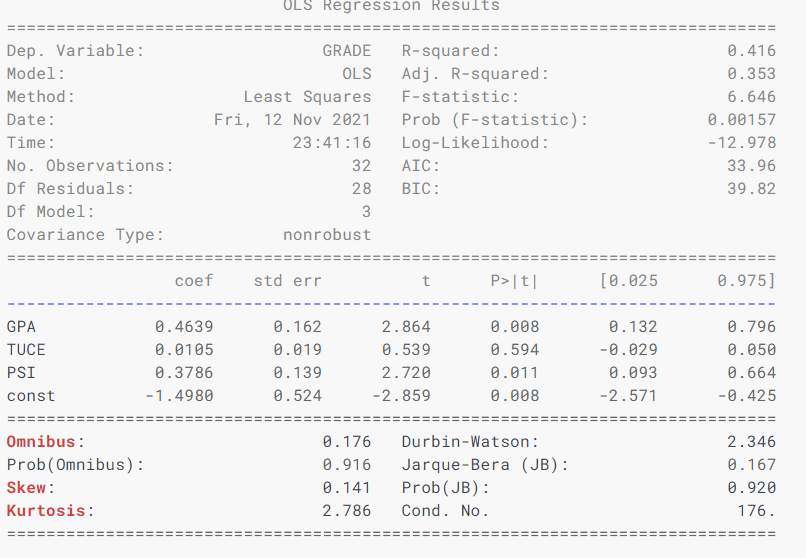 OLS Regression Results
==============================================================================
Dep. Variable:                  GRADE   R-squared:                       0.416
Model:                            OLS   Adj. R-squared:                  0.353
Method:                 Least Squares   F-statistic:                     6.646
Date:                Fri, 12 Nov 2021   Prob (F-statistic):            0.00157
Time:                        23:41:16   Log-Likelihood:                -12.978
No. Observations:                  32   AIC:                             33.96
Df Residuals:                      28   BIC:                             39.82
Df Model:                           3
Covariance Type:            nonrobust
==============================================================================
                 coef    std err          t      P>|t|      [0.025      0.975]
------------------------------------------------------------------------------
GPA            0.4639      0.162      2.864      0.008       0.132       0.796
TUCE           0.0105      0.019      0.539      0.594      -0.029       0.050
PSI            0.3786      0.139      2.720      0.011       0.093       0.664
const         -1.4980      0.524     -2.859      0.008      -2.571      -0.425
==============================================================================
Omnibus:                        0.176   Durbin-Watson:                   2.346
Prob(Omnibus):                  0.916   Jarque-Bera (JB):                0.167
Skew:                           0.141   Prob(JB):                        0.920
Kurtosis:                       2.786   Cond. No.                         176.
==============================================================================